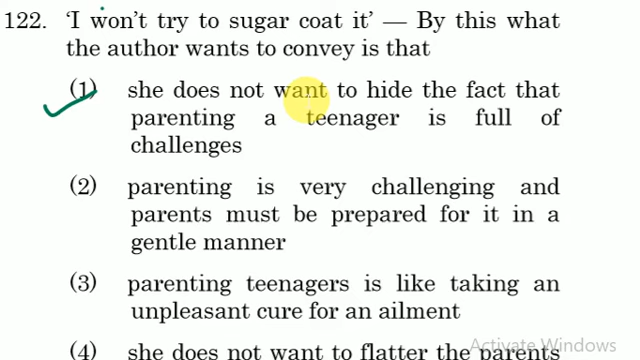 122. 'I won't try to sugar coat it' — By this what
the author wants to convey is that
(1) she does not want to hide the fact that
parenting a teenager is full of
challenges
(2) parenting is very challenging and
parents must be prepared for it in a
gentle manner
(3) parenting teenagers is like taking an
unpleasant cure for an ailment
(4) she does not want to flatter the parents
Activate Windows